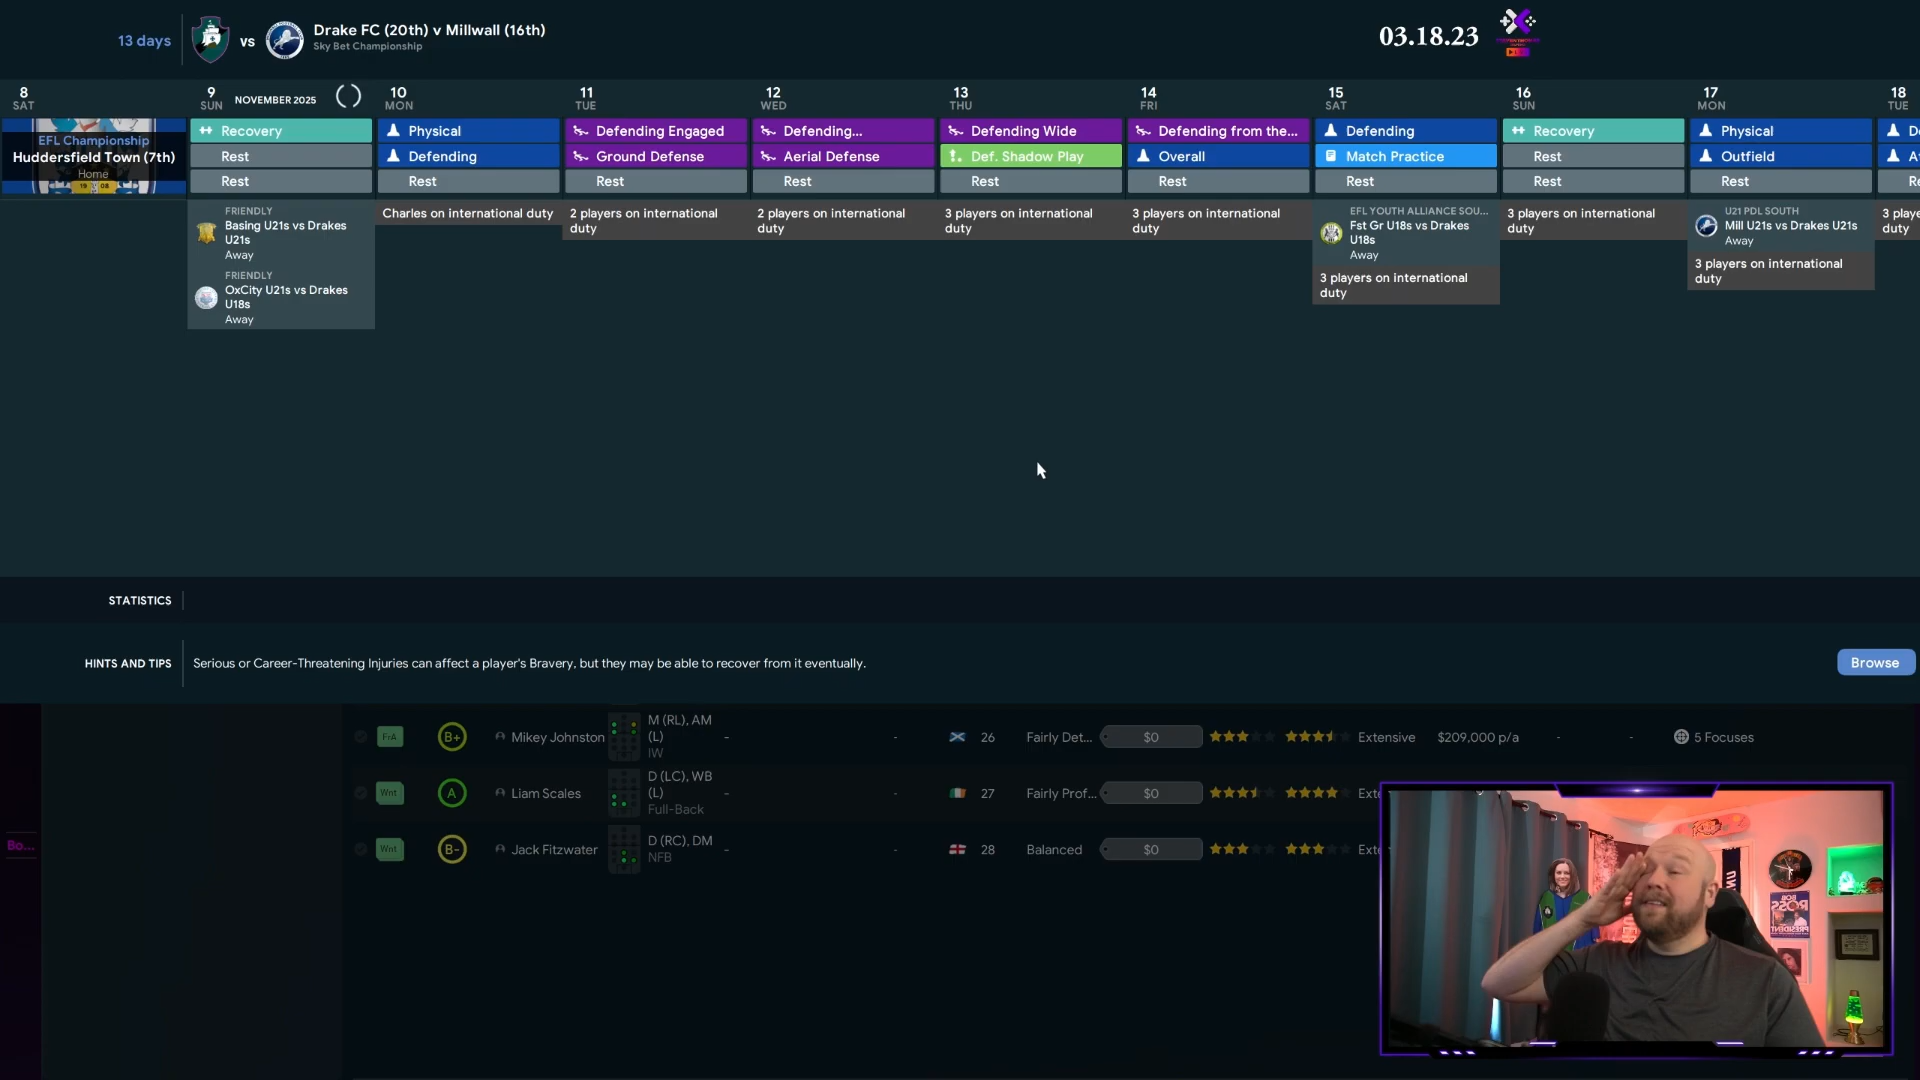 13 days
vs
Drake FC (20th) v Millwall (16th)
Sky Bet Championship
03.18.23
8
SAT
9
SUN
NOVEMBER 2025
10
MON
11
TUE
12
WED
13
THU
14
FRI
15
SAT
16
SUN
17
MON
18
TUE
EFL Championship
Huddersfield Town (7th)
Home
19 08
Recovery
Rest
Rest
Physical
Defending
Rest
Defending Engaged
Ground Defense
Rest
Defending...
Aerial Defense
Rest
Defending Wide
Def. Shadow Play
Rest
Defending from the...
Overall
Rest
Defending
Match Practice
Rest
Recovery
Rest
Rest
Physical
Outfield
Rest
FRIENDLY
Basing U21s vs Drakes
U21s
Away
FRIENDLY
OxCity U21s vs Drakes
U18s
Away
Charles on international duty
2 players on international
duty
2 players on international
duty
3 players on international
duty
3 players on international
duty
EFL YOUTH ALLIANCE SOU...
Fst Gr U18s vs Drakes
U18s
Away
3 players on international
duty
3 players on international
duty
U21 PDL SOUTH
Mill U21s vs Drakes U21s
Away
3 players on international
duty
3 playe
duty
STATISTICS
HINTS AND TIPS
Serious or Career-Threatening Injuries can affect a player's Bravery, but they may be able to recover from it eventually.
Browse
FrA
B+
Mikey Johnston
M (RL), AM
(L)
IW
-
-
26
Fairly Det...
$0
Extensive
$209,000 p/a
-
-
5 Focuses
Wnt
A
Liam Scales
D (LC), WB
(L)
Full-Back
-
-
27
Fairly Prof...
$0
Exte
Bo...
Wnt
B-
Jack Fitzwater
D (RC), DM
NFB
-
-
28
Balanced
$0
Exte